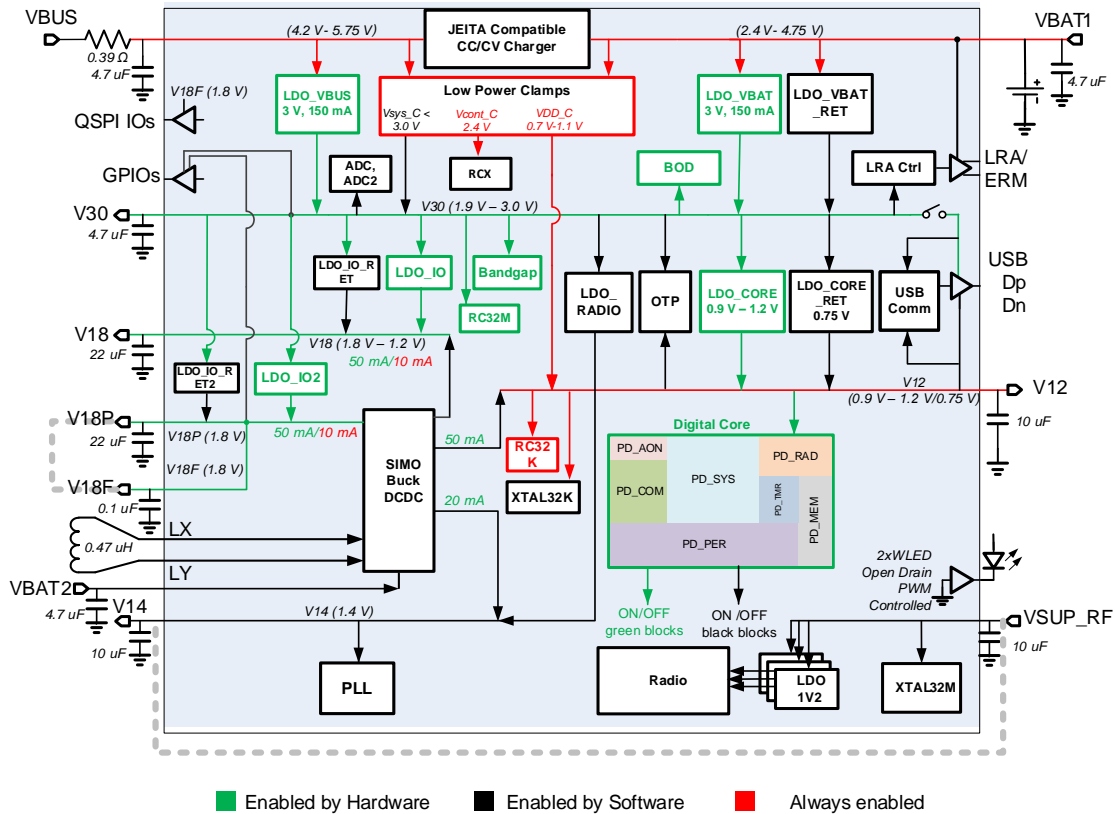 VBUS
(4.2 V- 5.75 V)
JEITA Compatible
CC/CV Charger
(2.4 V- 4.75 V)
VBAT1
0.39 Ω
4.7 uF
4.7 uF
V18F (1.8 V)
QSPI IOs
LDO_VBUS
3 V, 150 mA
Low Power Clamps
Vsys_C <
3.0 V
Vcont_C
2.4 V
VDD_C
0.7 V-1.1 V
LDO_VBAT
3 V, 150 mA
LDO_VBAT
_RET
GPIOs
ADC,
ADC2
RCX
BOD
LRA Ctrl
LRA/
ERM
V30
V30 (1.9 V – 3.0 V)
4.7 uF
LDO_IO_R
ET
LDO_IO
Bandgap
RC32M
LDO_
RADIO
OTP
LDO_CORE
0.9 V – 1.2 V
LDO_CORE
_RET
0.75 V
USB
Comm
USB
Dp
Dn
V18
V18 (1.8 V – 1.2 V)
22 uF
50 mA/10 mA
LDO_IO_R
ET2
LDO_IO2
V12
V12
(0.9 V – 1.2 V/0.75 V)
10 uF
V18P
V18P (1.8 V)
22 uF
50 mA/10 mA
V18F (1.8 V)
SIMO
Buck
DCDC
50 mA
20 mA
RC32
K
XTAL32K
Digital Core
PD_AON
PD_SYS
PD_RAD
PD_COM
PD_TMR
PD_MEM
PD_PER
V18F
0.1 uF
LX
0.47 uH
LY
VBAT2
4.7 uF
2xWLED
Open Drain
PWM
Controlled
ON/OFF
green blocks
ON /OFF
black blocks
V14
V14 (1.4 V)
10 uF
VSUP_RF
10 uF
PLL
Radio
LDO
1V2
XTAL32M
Enabled by Hardware
Enabled by Software
Always enabled